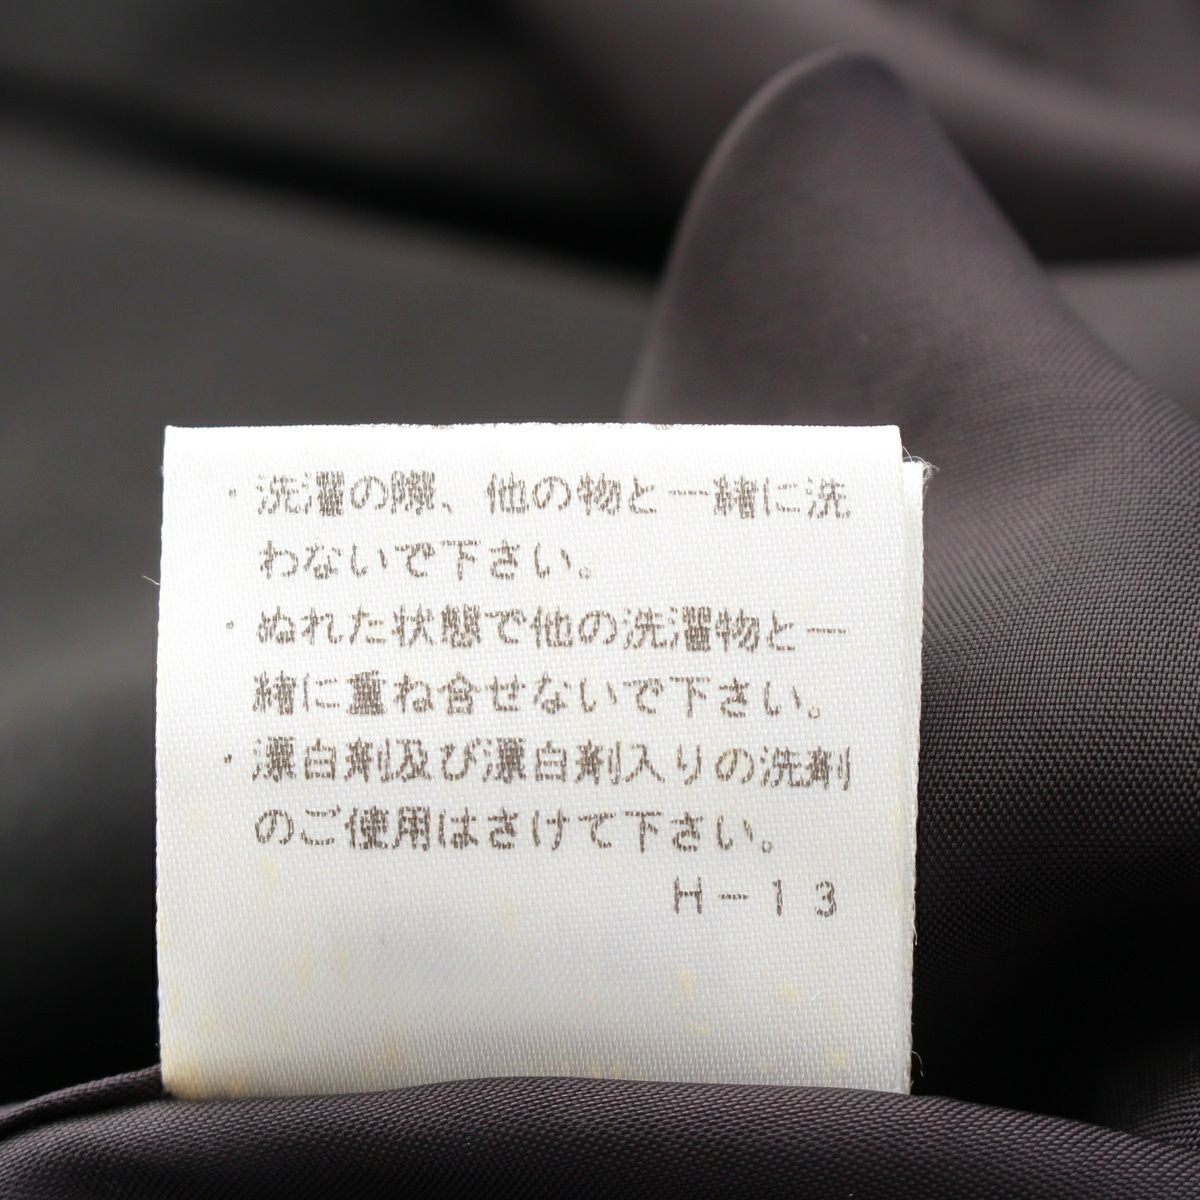 ・洗濯の際、他の物と一緒に洗
わないで下さい。
・ぬれた状態で他の洗濯物と一
緒に重ね合せないで下さい。
・漂白剤及び漂白剤入りの洗剤
のご使用はさけて下さい。
H-13